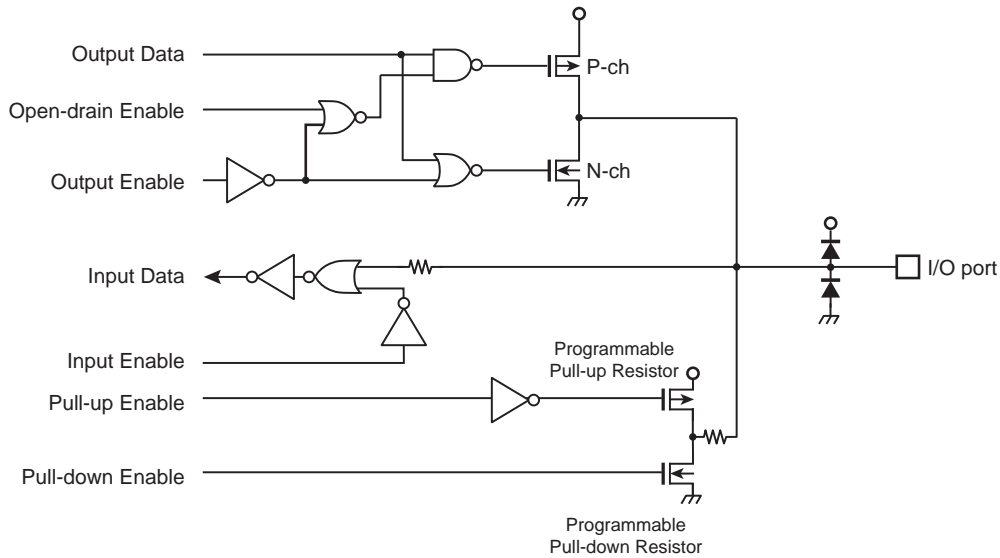 Output Data
P-ch
Open-drain Enable
Output Enable
N-ch
Input Data
I/O port
Input Enable
Programmable
Pull-up Resistor
Pull-up Enable
Pull-down Enable
Programmable
Pull-down Resistor